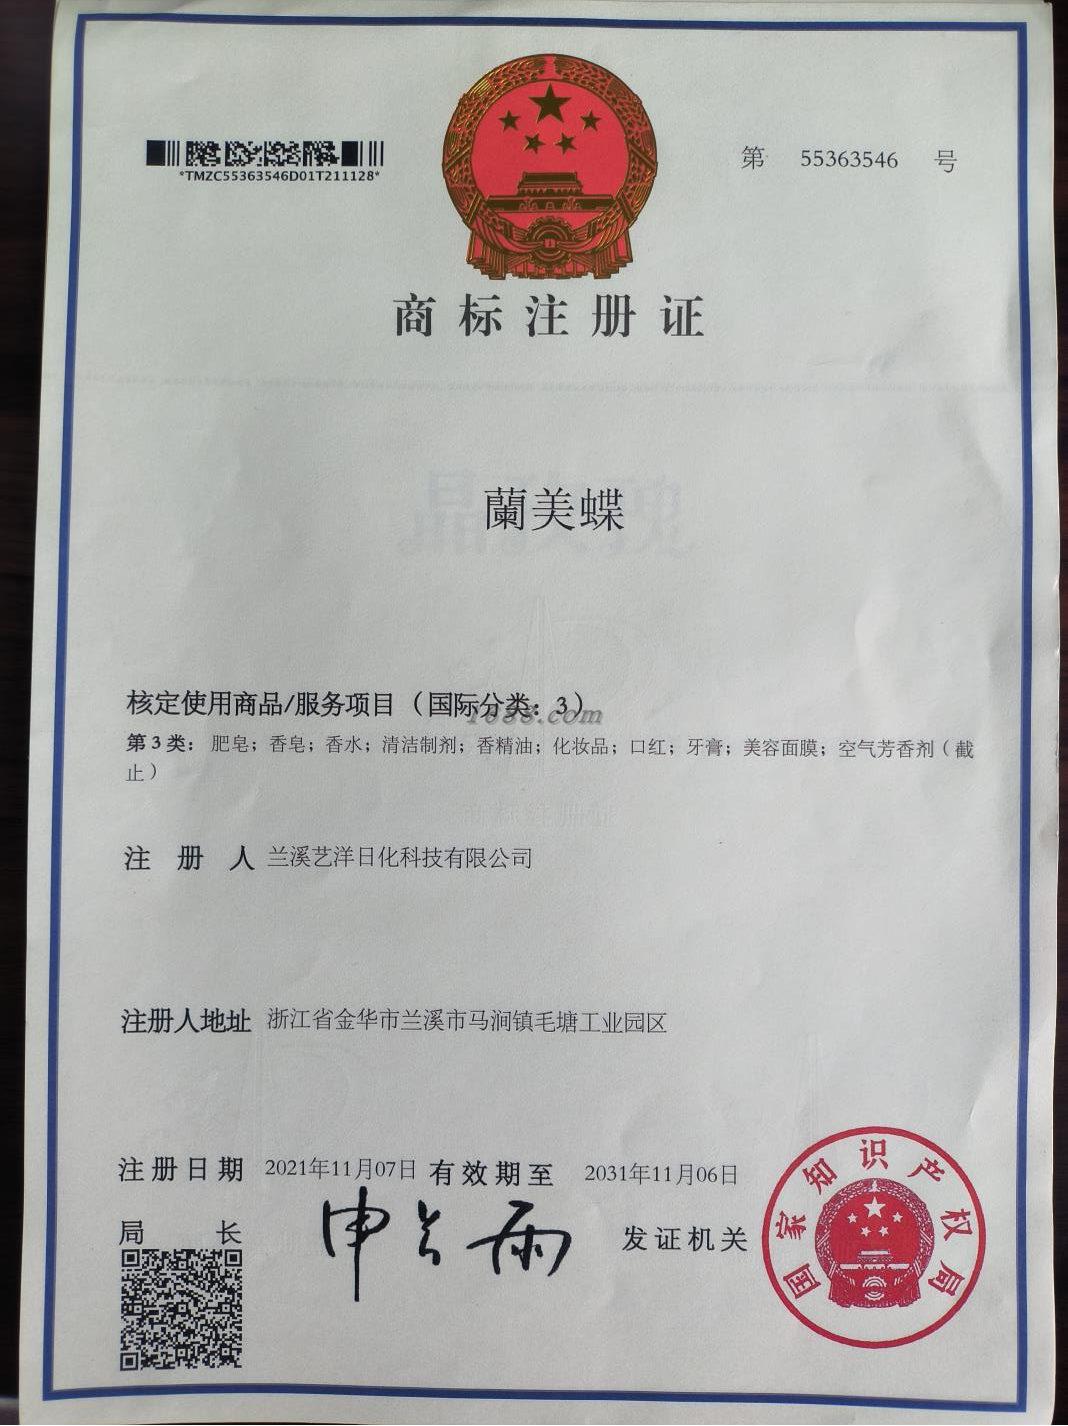 *TMZC55363546D01T211128*
第 55363546 号
商标注册证
蘭美蝶
核定使用商品/服务项目（国际分类：3）
1688.com
第3类：肥皂；香皂；香水；清洁制剂；香精油；化妆品；口红；牙膏；美容面膜；空气芳香剂（截
止）
注 册 人 兰溪艺洋日化科技有限公司
注册人地址 浙江省金华市兰溪市马涧镇毛塘工业园区
注册日期 2021年11月07日 有效期至 2031年11月06日
局 长 申长雨 发证机关
国家知识产权局